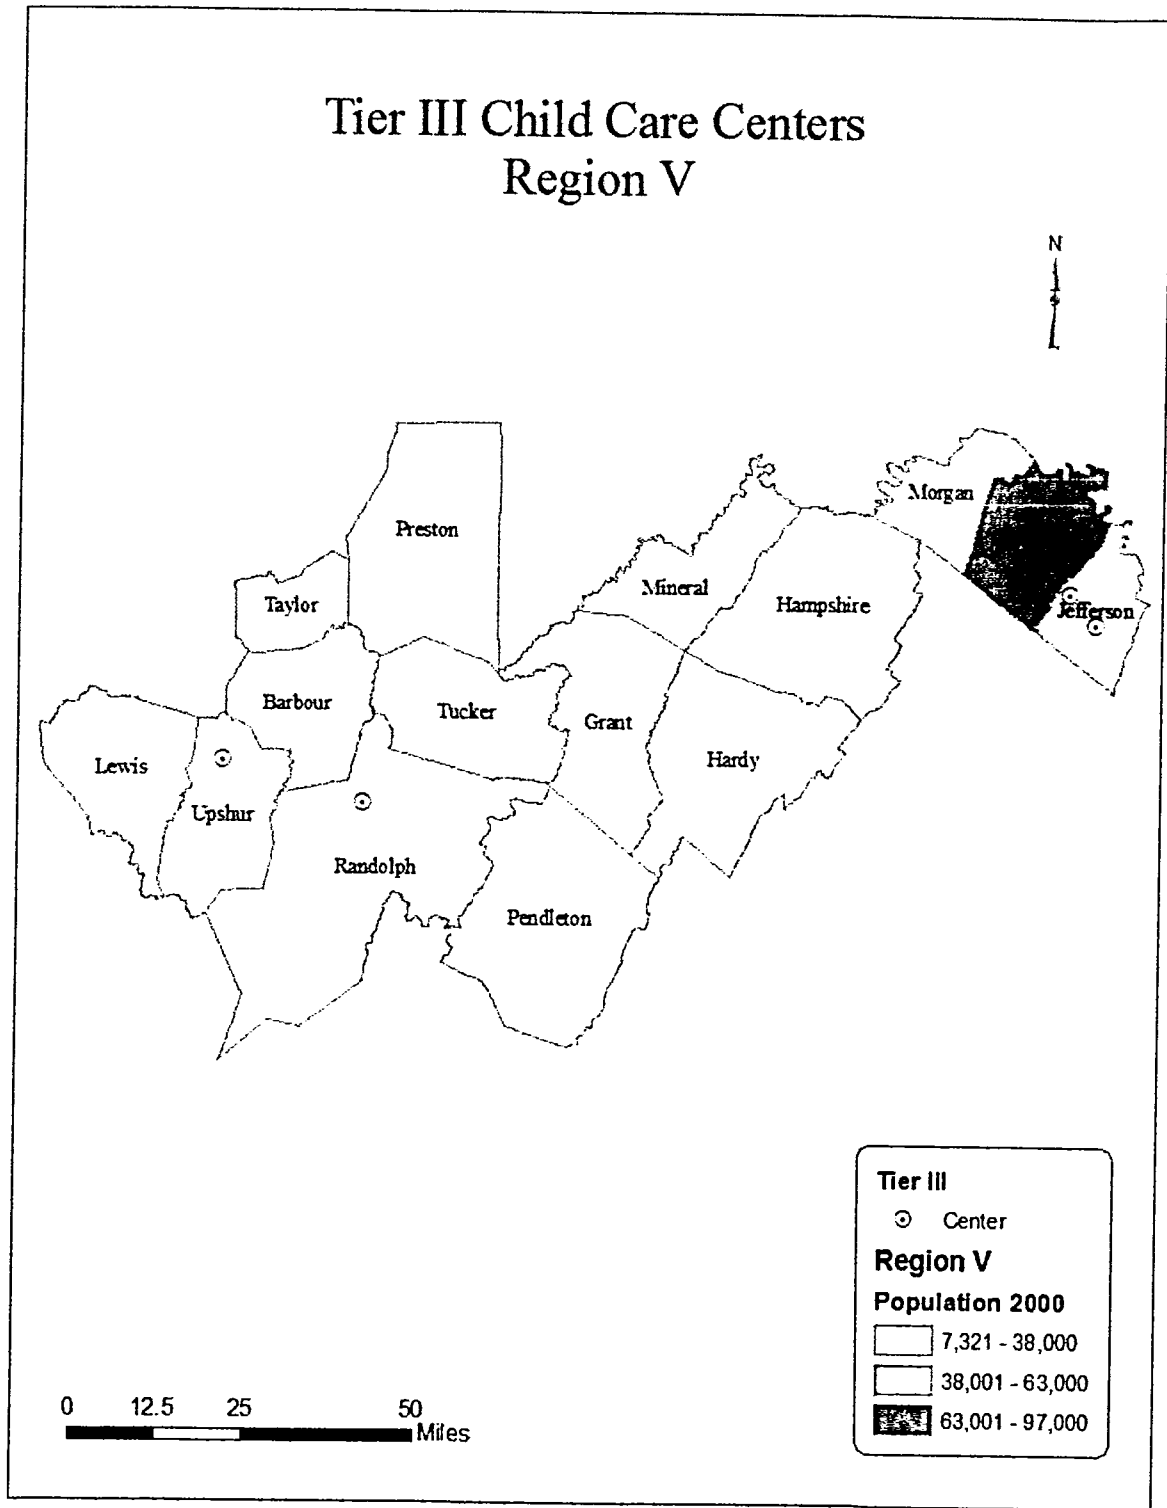 Tier III Child Care Centers
Region V
N
Morgan
Preston
Mineral
Hampshire
Taylor
Jefferson
Barbour
Tucker
Grant
Hardy
Lewis
Upshur
Randolph
Pendleton
Tier III
Center
Region V
Population 2000
7,321 - 38,000
38,001 - 63,000
63,001 - 97,000
0 12.5 25 50
Miles